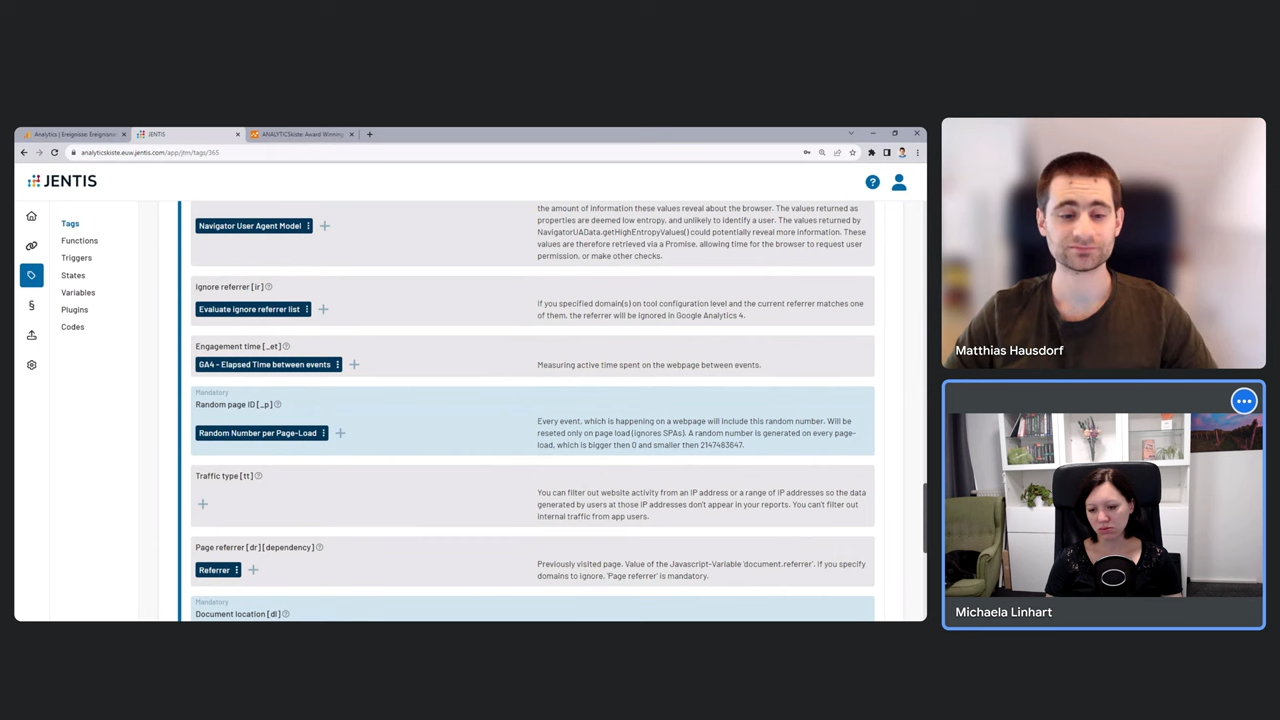 Analytics | Ereignisse: Ereignisna
JENTIS
ANALYTICSkiste: Award Winning
analyticskiste.euw.jentis.com/app/jtm/tags/365
JENTIS
Tags
Functions
Triggers
States
Variables
Plugins
Codes
Navigator User Agent Model
the amount of information these values reveal about the browser. The values returned as
properties are deemed low entropy, and unlikely to identify a user. The values returned by
NavigatorUAData.getHighEntropyValues() could potentially reveal more information. These
values are therefore retrieved via a Promise, allowing time for the browser to request user
permission, or make other checks.
Ignore referrer [ir]
Evaluate ignore referrer list
If you specified domain(s) on tool configuration level and the current referrer matches one
of them, the referrer will be ignored in Google Analytics 4.
Engagement time [_et]
GA4 - Elapsed Time between events
Measuring active time spent on the webpage between events.
Mandatory
Random page ID [_p]
Random Number per Page-Load
Every event, which is happening on a webpage will include this random number. Will be
reseted only on page load (ignores SPAs). A random number is generated on every page-
load, which is bigger then 0 and smaller then 2147483647.
Traffic type [tt]
You can filter out website activity from an IP address or a range of IP addresses so the data
generated by users at those IP addresses don't appear in your reports. You can't filter out
internal traffic from app users.
Page referrer [dr] [dependency]
Referrer
Previously visited page. Value of the Javascript-Variable 'document.referrer'. If you specify
domains to ignore, 'Page referrer' is mandatory.
Mandatory
Document location [dl]
Matthias Hausdorf
Michaela Linhart